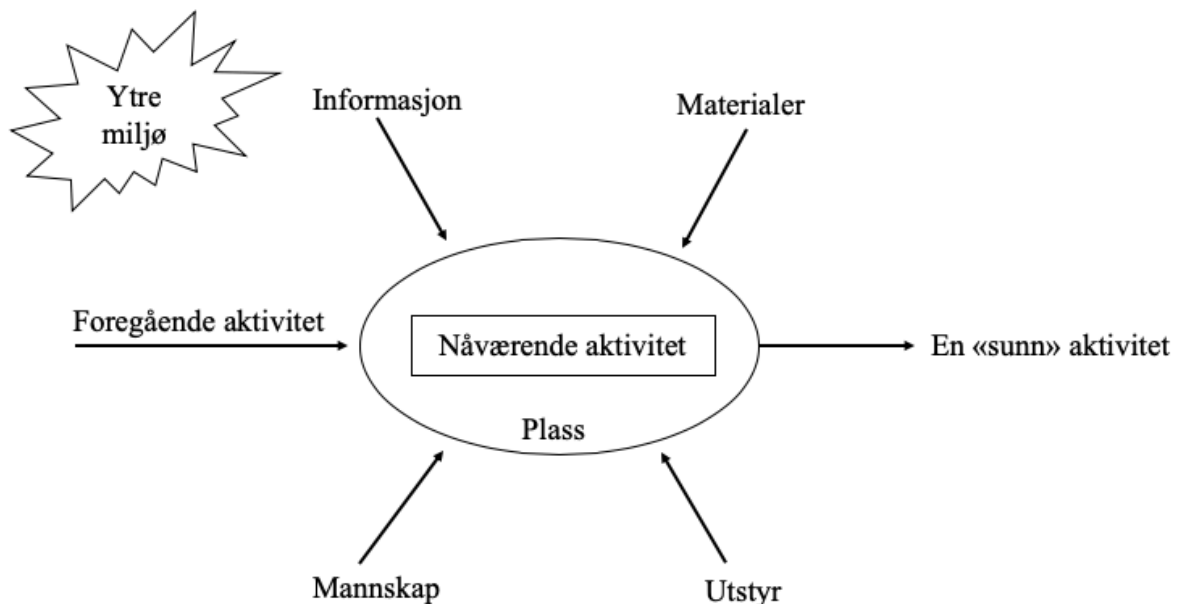 Ytre
miljø
Informasjon
Materialer
Foregående aktivitet
Nåværende aktivitet
En «sunn» aktivitet
Plass
Mannskap
Utstyr